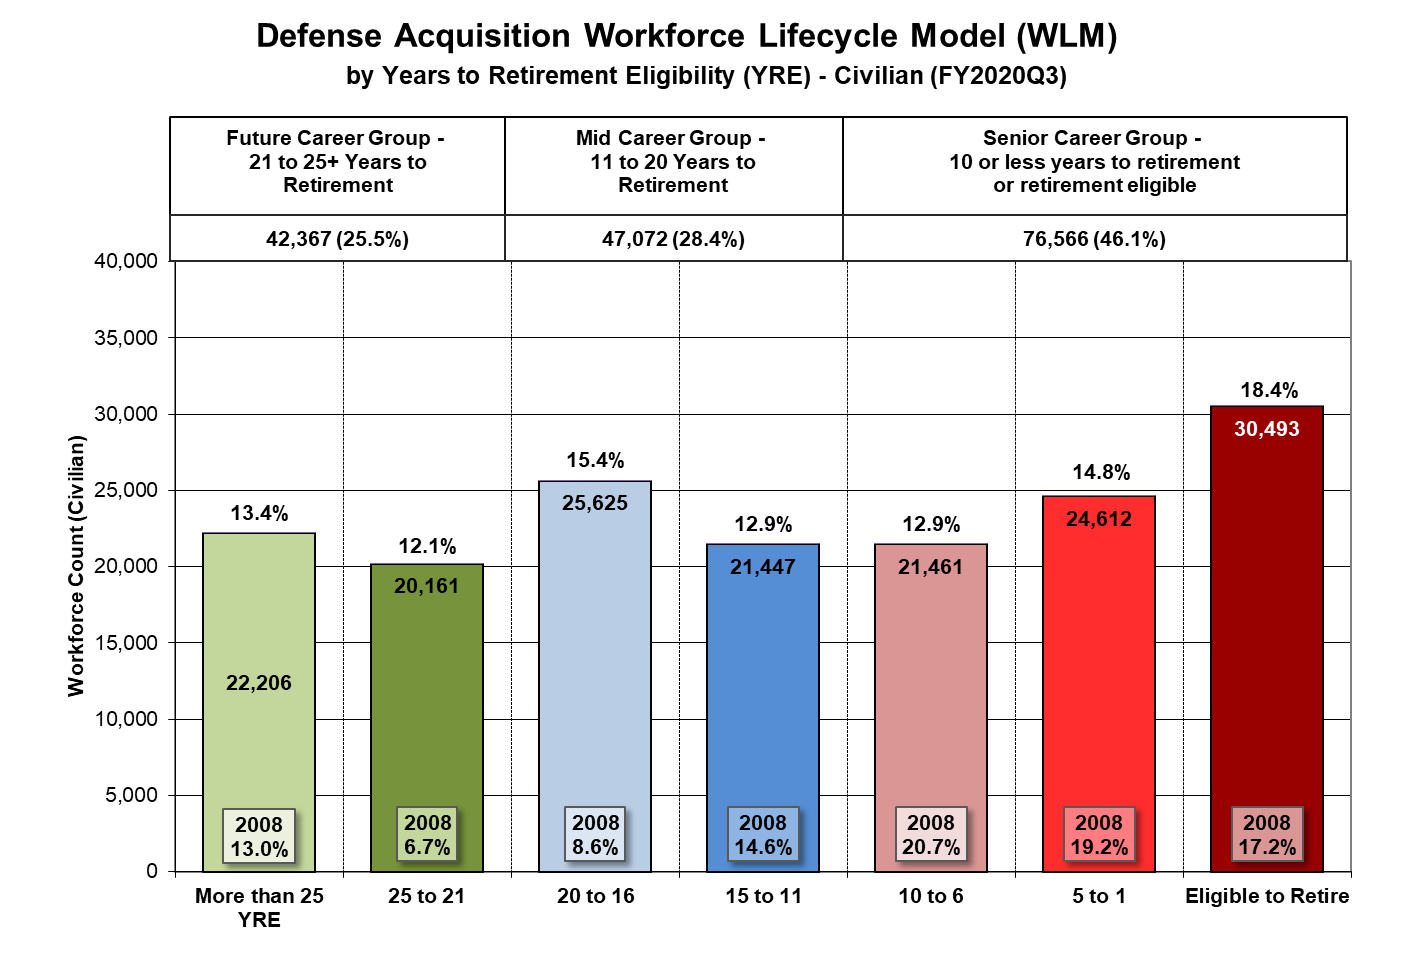 Defense Acquisition Workforce Lifecycle Model (WLM)
by Years to Retirement Eligibility (YRE) - Civilian (FY2020Q3)
Future Career Group -
21 to 25+ Years to
Retirement
Mid Career Group -
11 to 20 Years to
Retirement
Senior Career Group -
10 or less years to retirement
or retirement eligible
42,367 (25.5%)
47,072 (28.4%)
76,566 (46.1%)
Workforce Count (Civilian)
40,000
35,000
30,000
25,000
20,000
15,000
10,000
5,000
0
13.4%
22,206
2008
13.0%
More than 25
YRE
12.1%
20,161
2008
6.7%
25 to 21
15.4%
25,625
2008
8.6%
20 to 16
12.9%
21,447
2008
14.6%
15 to 11
12.9%
21,461
2008
20.7%
10 to 6
14.8%
24,612
2008
19.2%
5 to 1
18.4%
30,493
2008
17.2%
Eligible to Retire